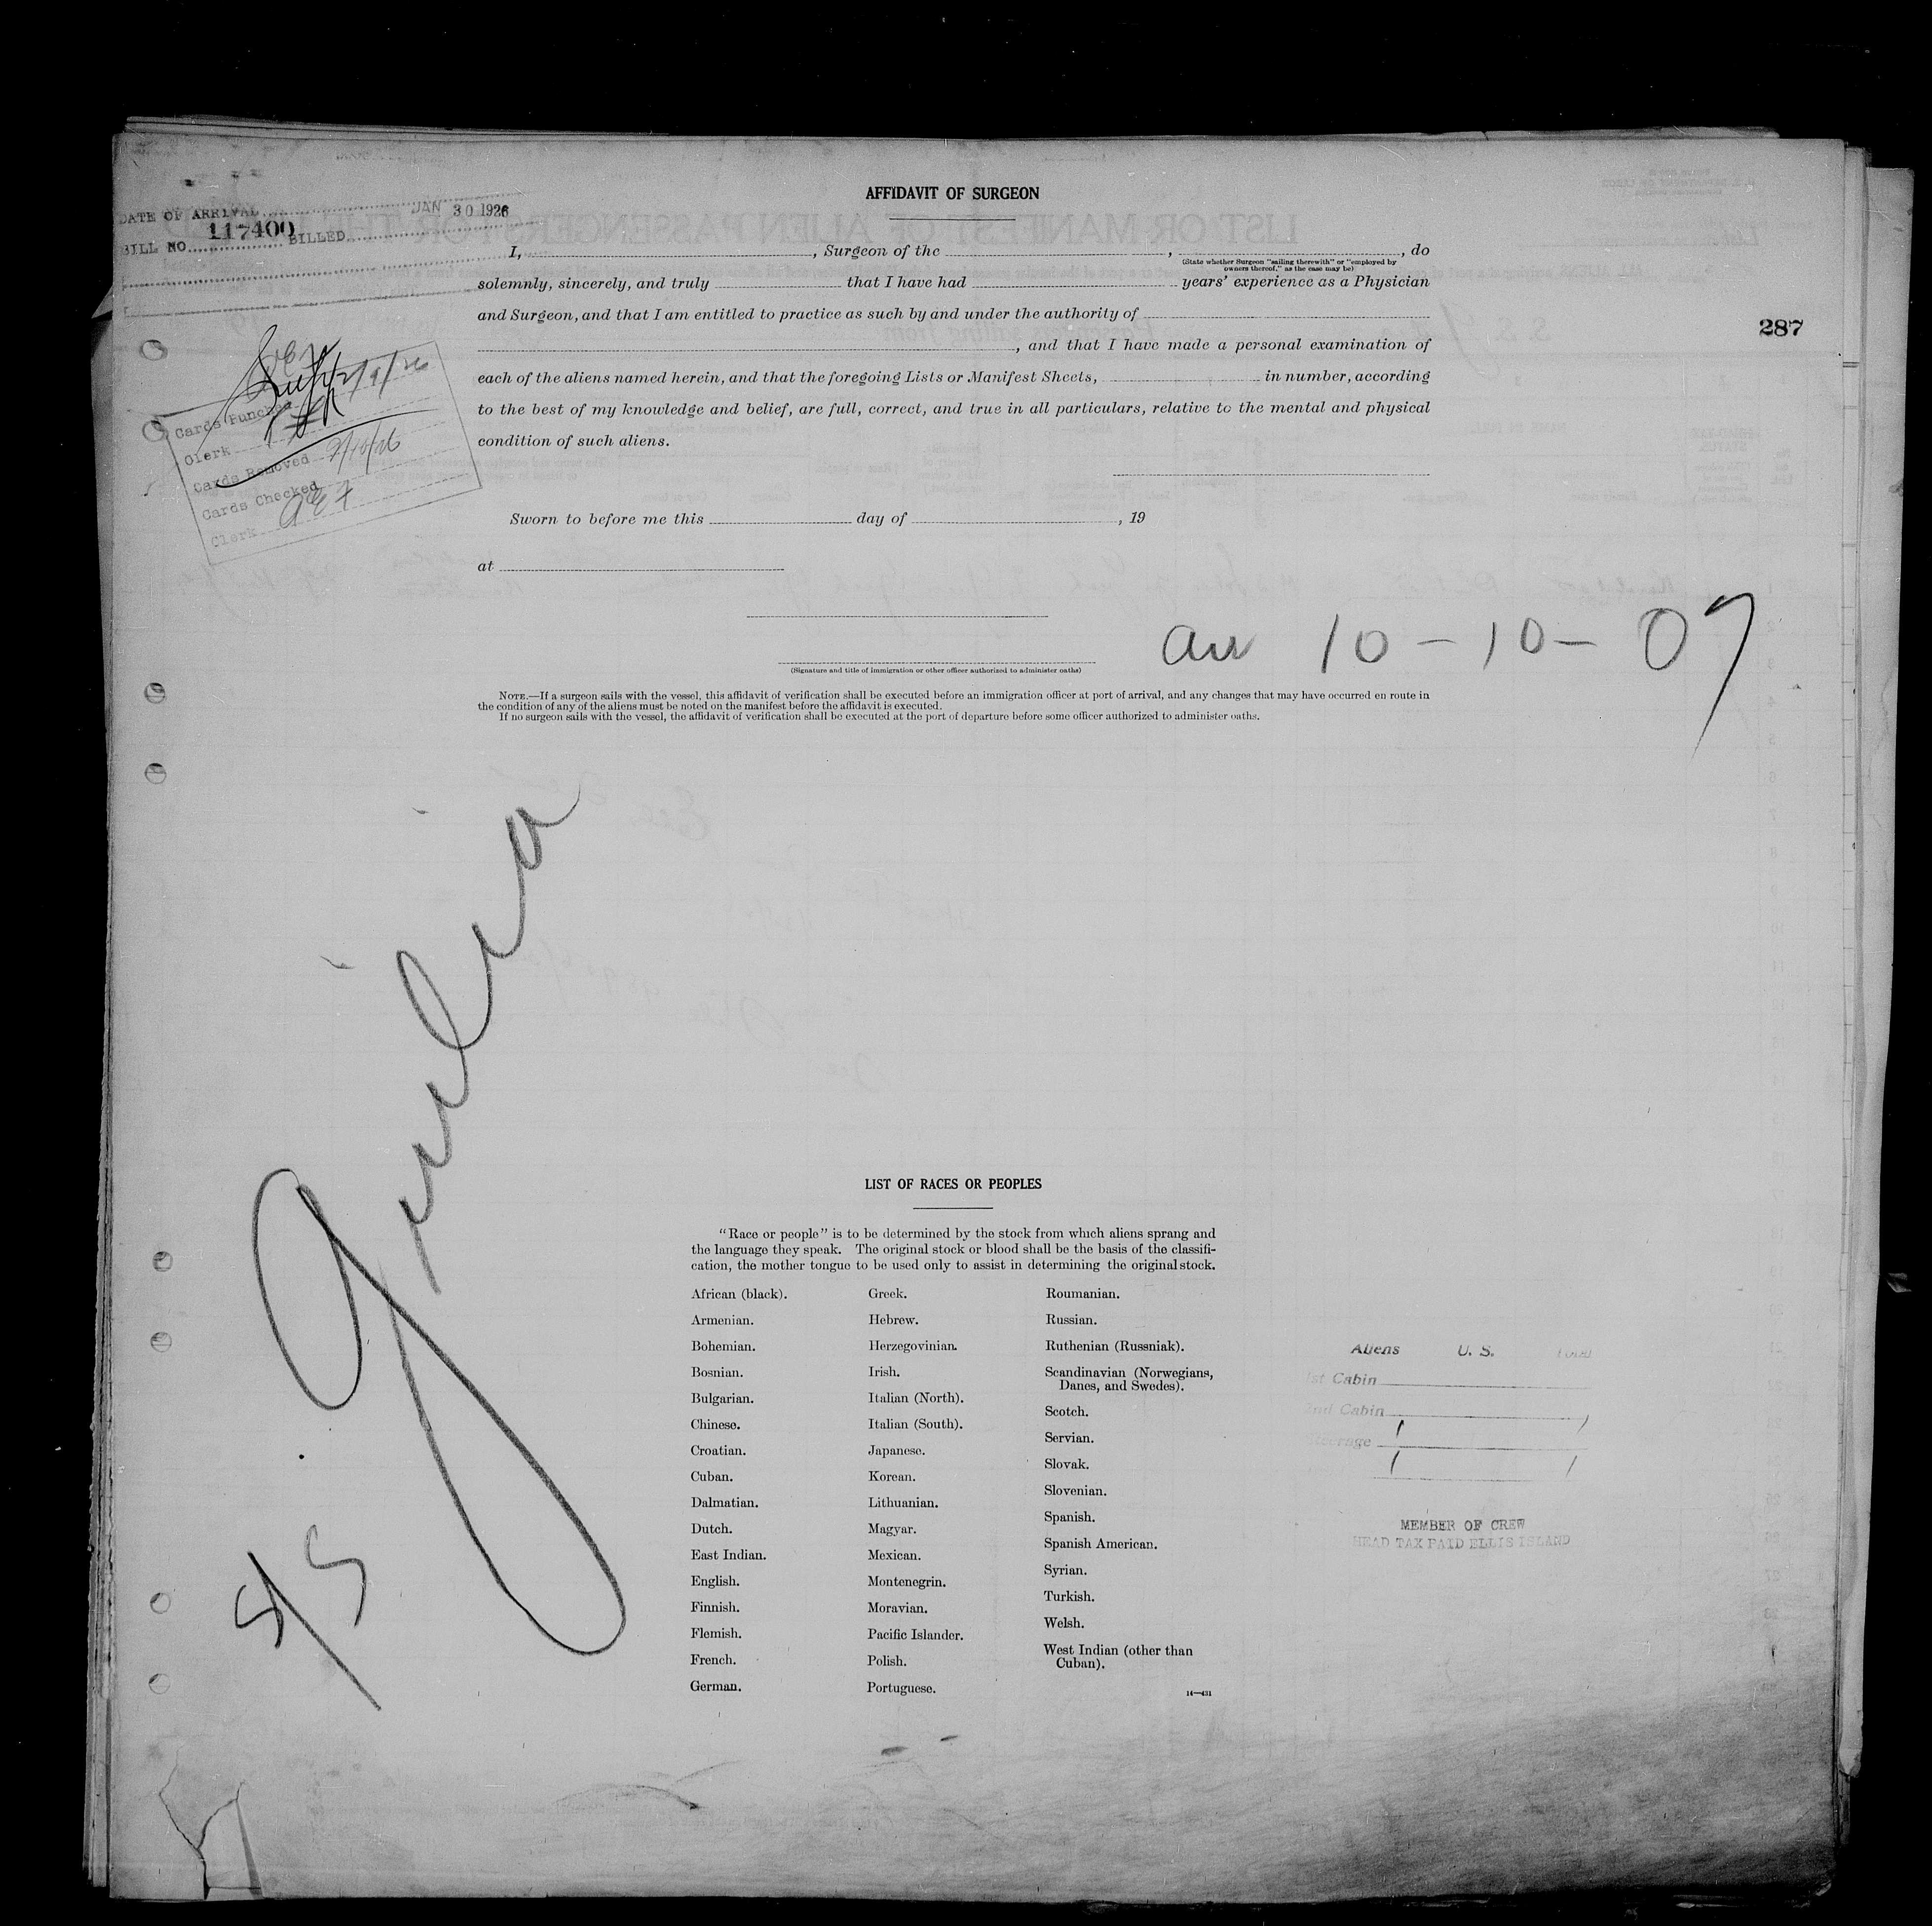 DATE OF ARRIVAL JAN 30 1926
BILL NO. 117400 BILLED
AFFIDAVIT OF SURGEON
I, , Surgeon of the , , do
(State whether Surgeon "sailing therewith" or "employed by
owners thereof," as the case may be)
solemnly, sincerely, and truly that I have had years' experience as a Physician
and Surgeon, and that I am entitled to practice as such by and under the authority of
, and that I have made a personal examination of
each of the aliens named herein, and that the foregoing Lists or Manifest Sheets, in number, according
to the best of my knowledge and belief, are full, correct, and true in all particulars, relative to the mental and physical
condition of such aliens.
287
Cards Punched
Clerk
Cards Removed 2/10/26
Cards Checked
Clerk
Sworn to before me this day of , 19
at
arr 10-10-07
(Signature and title of immigration or other officer authorized to administer oaths)
NOTE.—If a surgeon sails with the vessel, this affidavit of verification shall be executed before an immigration officer at port of arrival, and any changes that may have occurred en route in
the condition of any of the aliens must be noted on the manifest before the affidavit is executed.
If no surgeon sails with the vessel, the affidavit of verification shall be executed at the port of departure before some officer authorized to administer oaths.
S/S
LIST OF RACES OR PEOPLES
"Race or people" is to be determined by the stock from which aliens sprang and
the language they speak. The original stock or blood shall be the basis of the classifi-
cation, the mother tongue to be used only to assist in determining the original stock.
African (black).
Armenian.
Bohemian.
Bosnian.
Bulgarian.
Chinese.
Croatian.
Cuban.
Dalmatian.
Dutch.
East Indian.
English.
Finnish.
Flemish.
French.
German.
Greek.
Hebrew.
Herzegovinian.
Irish.
Italian (North).
Italian (South).
Japanese.
Korean.
Lithuanian.
Magyar.
Mexican.
Montenegrin.
Moravian.
Pacific Islander.
Polish.
Portuguese.
Roumanian.
Russian.
Ruthenian (Russniak).
Scandinavian (Norwegians,
Danes, and Swedes).
Scotch.
Servian.
Slovak.
Slovenian.
Spanish.
Spanish American.
Syrian.
Turkish.
Welsh.
West Indian (other than
Cuban).
14—431
Aliens U. S. Total
1st Cabin
2nd Cabin
Steerage 1 1
1 1
MEMBER OF CREW
HEAD TAX PAID ELLIS ISLAND